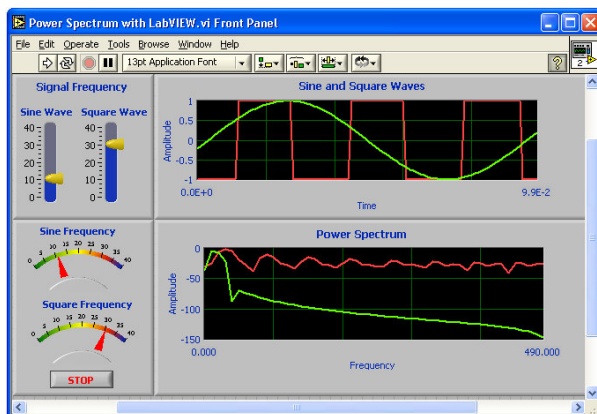 Power Spectrum with LabVIEW.vi Front Panel
File Edit Operate Tools Browse Window Help
13pt Application Font
? 2
Signal Frequency
Sine Wave Square Wave
40 40
30 30
20 20
10 10
0 0
Sine and Square Waves
Amplitude
1
0.5
0
-0.5
-1
0.0E+0 9.9E-2
Time
Sine Frequency
0 5 10 15 20 25 30 35 40
Square Frequency
0 5 10 15 20 25 30 35 40
STOP
Power Spectrum
Amplitude
0
-50
-100
-150
0.000 490.000
Frequency